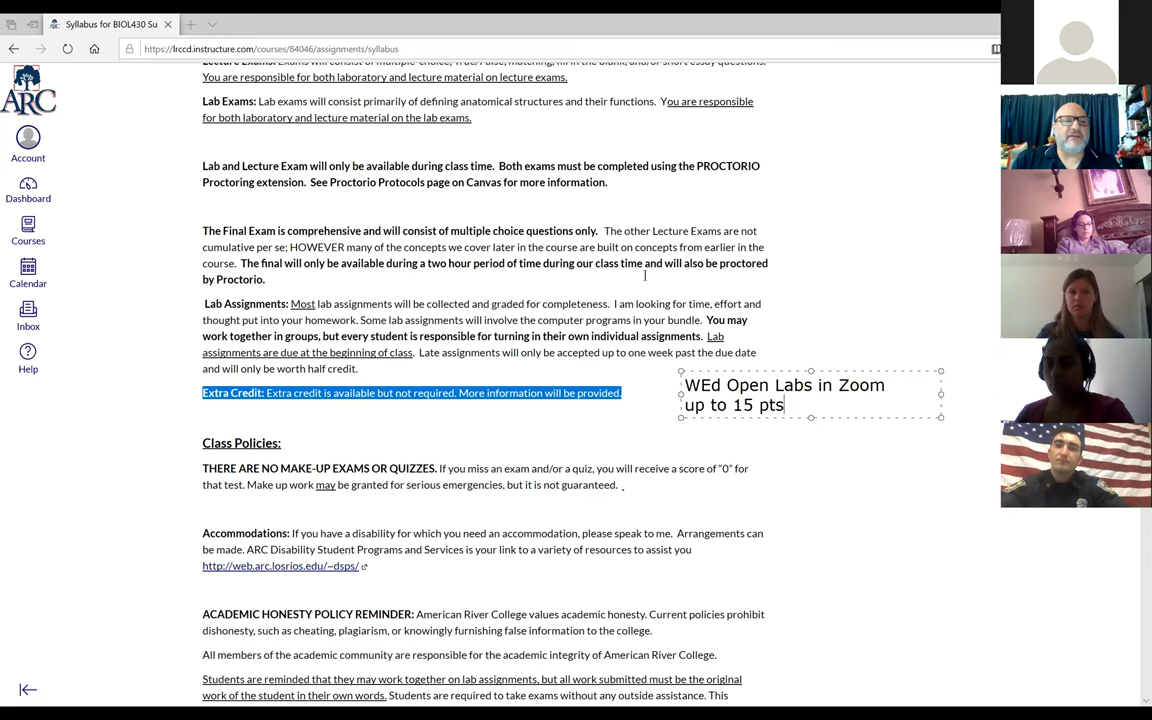 Syllabus for BIOL430 Su
https://lrccd.instructure.com/courses/84046/assignments/syllabus
ARC
Account
Dashboard
Courses
Calendar
Inbox
Help
Lecture Exams: Exams will consist of multiple-choice, True/False, matching, fill in the blank, and/or short essay questions.
You are responsible for both laboratory and lecture material on lecture exams.
Lab Exams: Lab exams will consist primarily of defining anatomical structures and their functions. You are responsible
for both laboratory and lecture material on the lab exams.
Lab and Lecture Exam will only be available during class time. Both exams must be completed using the PROCTORIO
Proctoring extension. See Proctorio Protocols page on Canvas for more information.
The Final Exam is comprehensive and will consist of multiple choice questions only. The other Lecture Exams are not
cumulative per se; HOWEVER many of the concepts we cover later in the course are built on concepts from earlier in the
course. The final will only be available during a two hour period of time during our class time and will also be proctored
by Proctorio.
Lab Assignments: Most lab assignments will be collected and graded for completeness. I am looking for time, effort and
thought put into your homework. Some lab assignments will involve the computer programs in your bundle. You may
work together in groups, but every student is responsible for turning in their own individual assignments. Lab
assignments are due at the beginning of class. Late assignments will only be accepted up to one week past the due date
and will only be worth half credit.
Extra Credit: Extra credit is available but not required. More information will be provided.
WEd Open Labs in Zoom
up to 15 pts
Class Policies:
THERE ARE NO MAKE-UP EXAMS OR QUIZZES. If you miss an exam and/or a quiz, you will receive a score of "0" for
that test. Make up work may be granted for serious emergencies, but it is not guaranteed. .
Accommodations: If you have a disability for which you need an accommodation, please speak to me. Arrangements can
be made. ARC Disability Student Programs and Services is your link to a variety of resources to assist you
http://web.arc.losrios.edu/~dsps/
ACADEMIC HONESTY POLICY REMINDER: American River College values academic honesty. Current policies prohibit
dishonesty, such as cheating, plagiarism, or knowingly furnishing false information to the college.
All members of the academic community are responsible for the academic integrity of American River College.
Students are reminded that they may work together on lab assignments, but all work submitted must be the original
work of the student in their own words. Students are required to take exams without any outside assistance. This